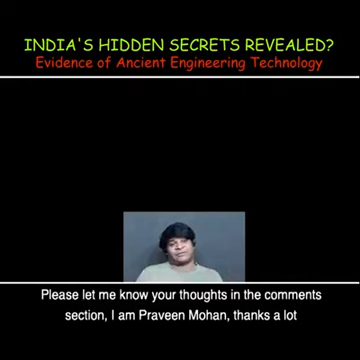 INDIA'S HIDDEN SECRETS REVEALED?
Evidence of Ancient Engineering Technology
Please let me know your thoughts in the comments
section, I am Praveen Mohan, thanks a lot